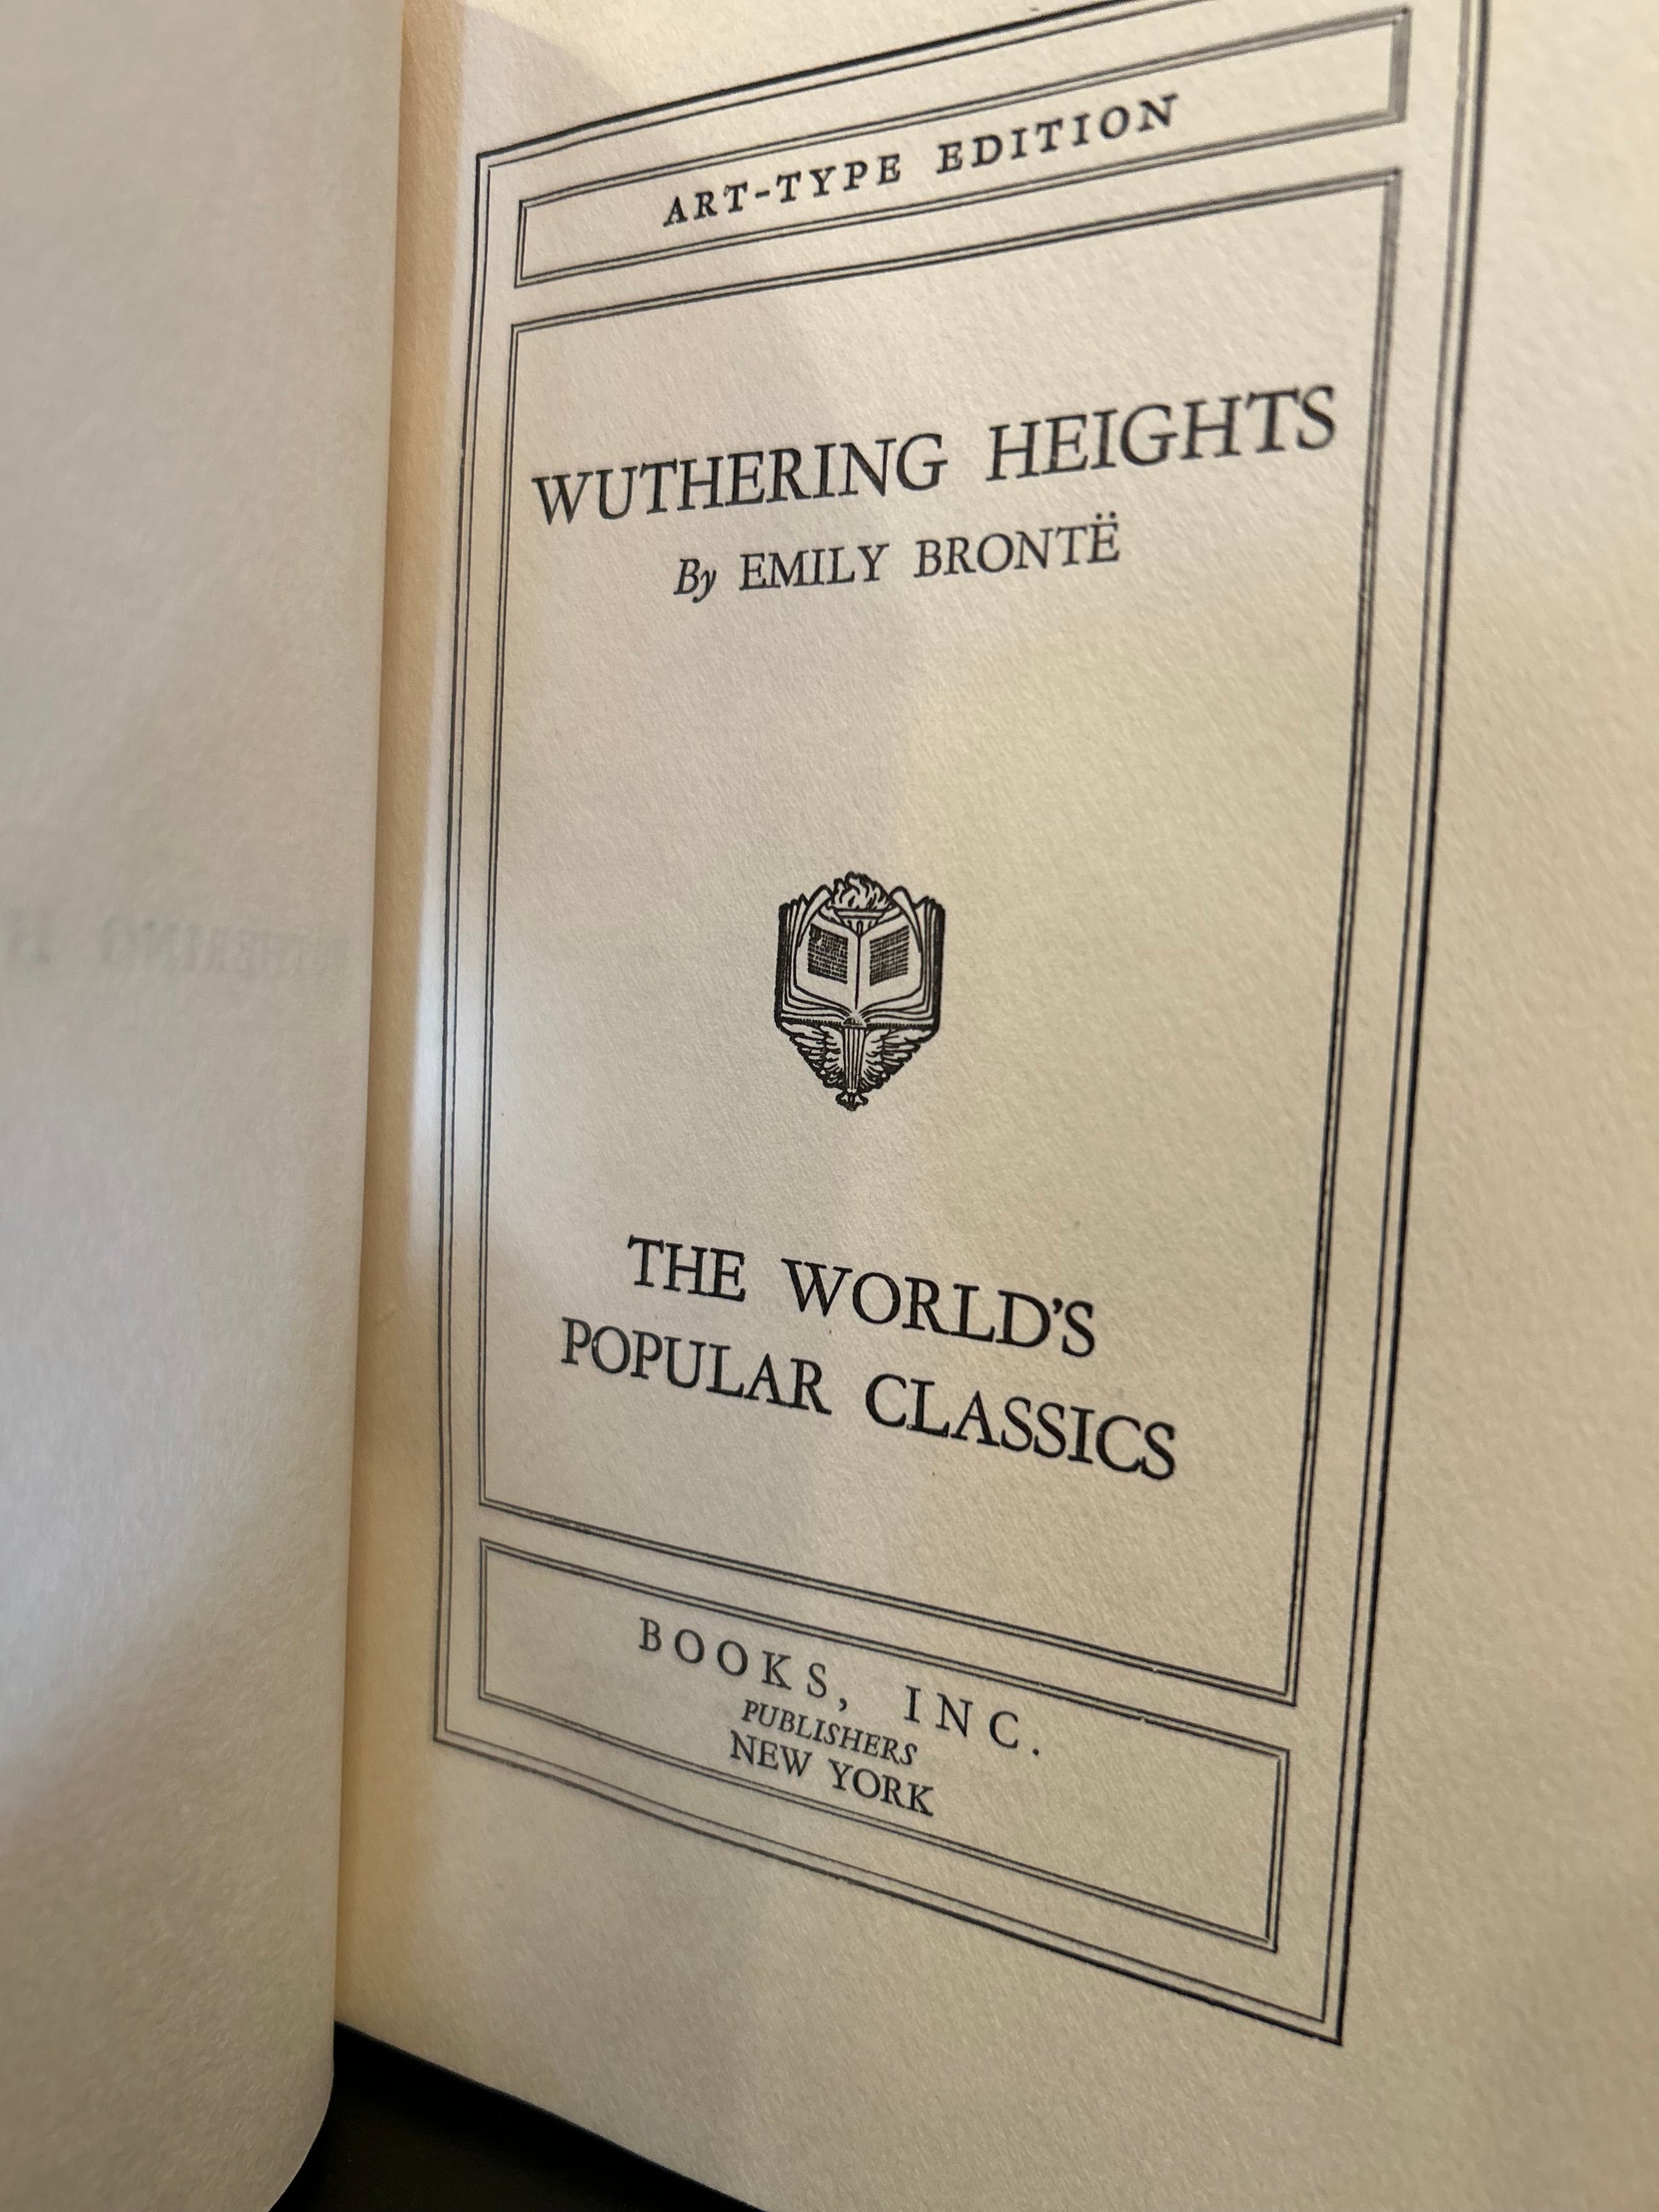 ART-TYPE EDITION
WUTHERING HEIGHTS
By EMILY BRONTË
THE WORLD'S
POPULAR CLASSICS
BOOKS, INC.
PUBLISHERS
NEW YORK